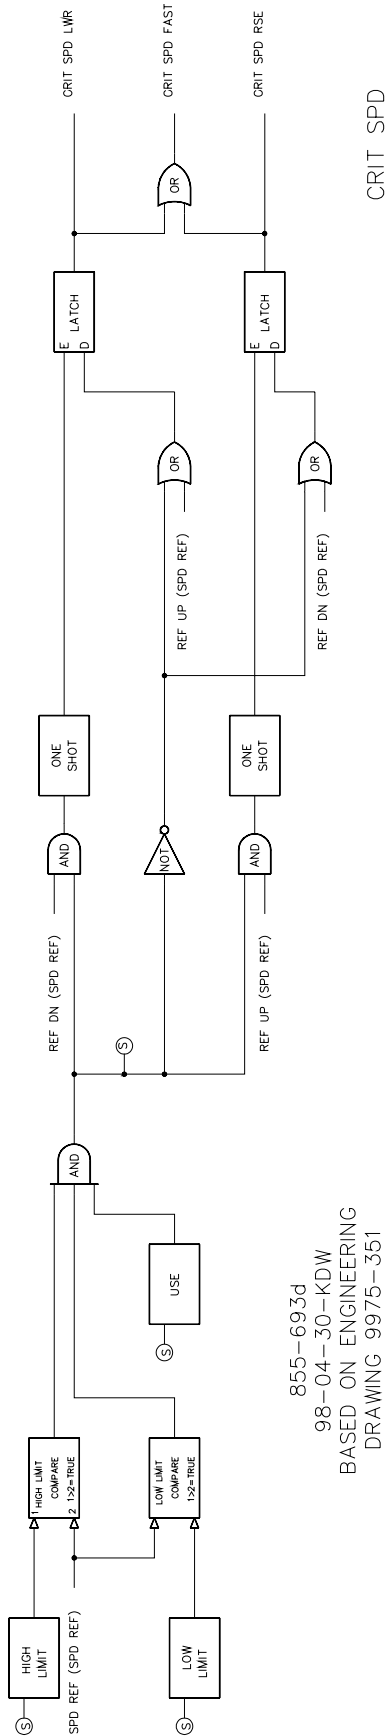 S
HIGH
LIMIT
SPD REF (SPD REF)
S
LOW
LIMIT
1 HIGH LIMIT
COMPARE
2 1>2=TRUE
LOW LIMIT
COMPARE
1>2=TRUE
S
USE
AND
S
REF DN (SPD REF)
AND
ONE
SHOT
NOT
REF UP (SPD REF)
AND
ONE
SHOT
REF UP (SPD REF)
OR
REF DN (SPD REF)
OR
E
D
LATCH
E
D
LATCH
OR
CRIT SPD LWR
CRIT SPD FAST
CRIT SPD RSE
855-693d
98-04-30-KDW
BASED ON ENGINEERING
DRAWING 9975-351
CRIT SPD